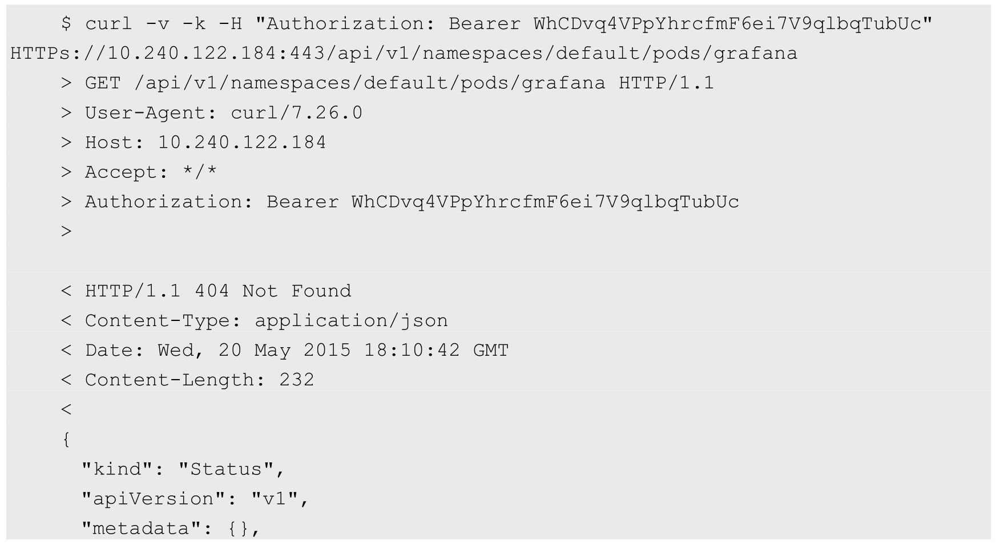 $ curl -v -k -H "Authorization: Bearer WhCDvq4VPpYhrcfmF6ei7V9qlbqTubUc"
HTTPs://10.240.122.184:443/api/v1/namespaces/default/pods/grafana
> GET /api/v1/namespaces/default/pods/grafana HTTP/1.1
> User-Agent: curl/7.26.0
> Host: 10.240.122.184
> Accept: */*
> Authorization: Bearer WhCDvq4VPpYhrcfmF6ei7V9qlbqTubUc
>
< HTTP/1.1 404 Not Found
< Content-Type: application/json
< Date: Wed, 20 May 2015 18:10:42 GMT
< Content-Length: 232
<
{
"kind": "Status",
"apiVersion": "v1",
"metadata": {},